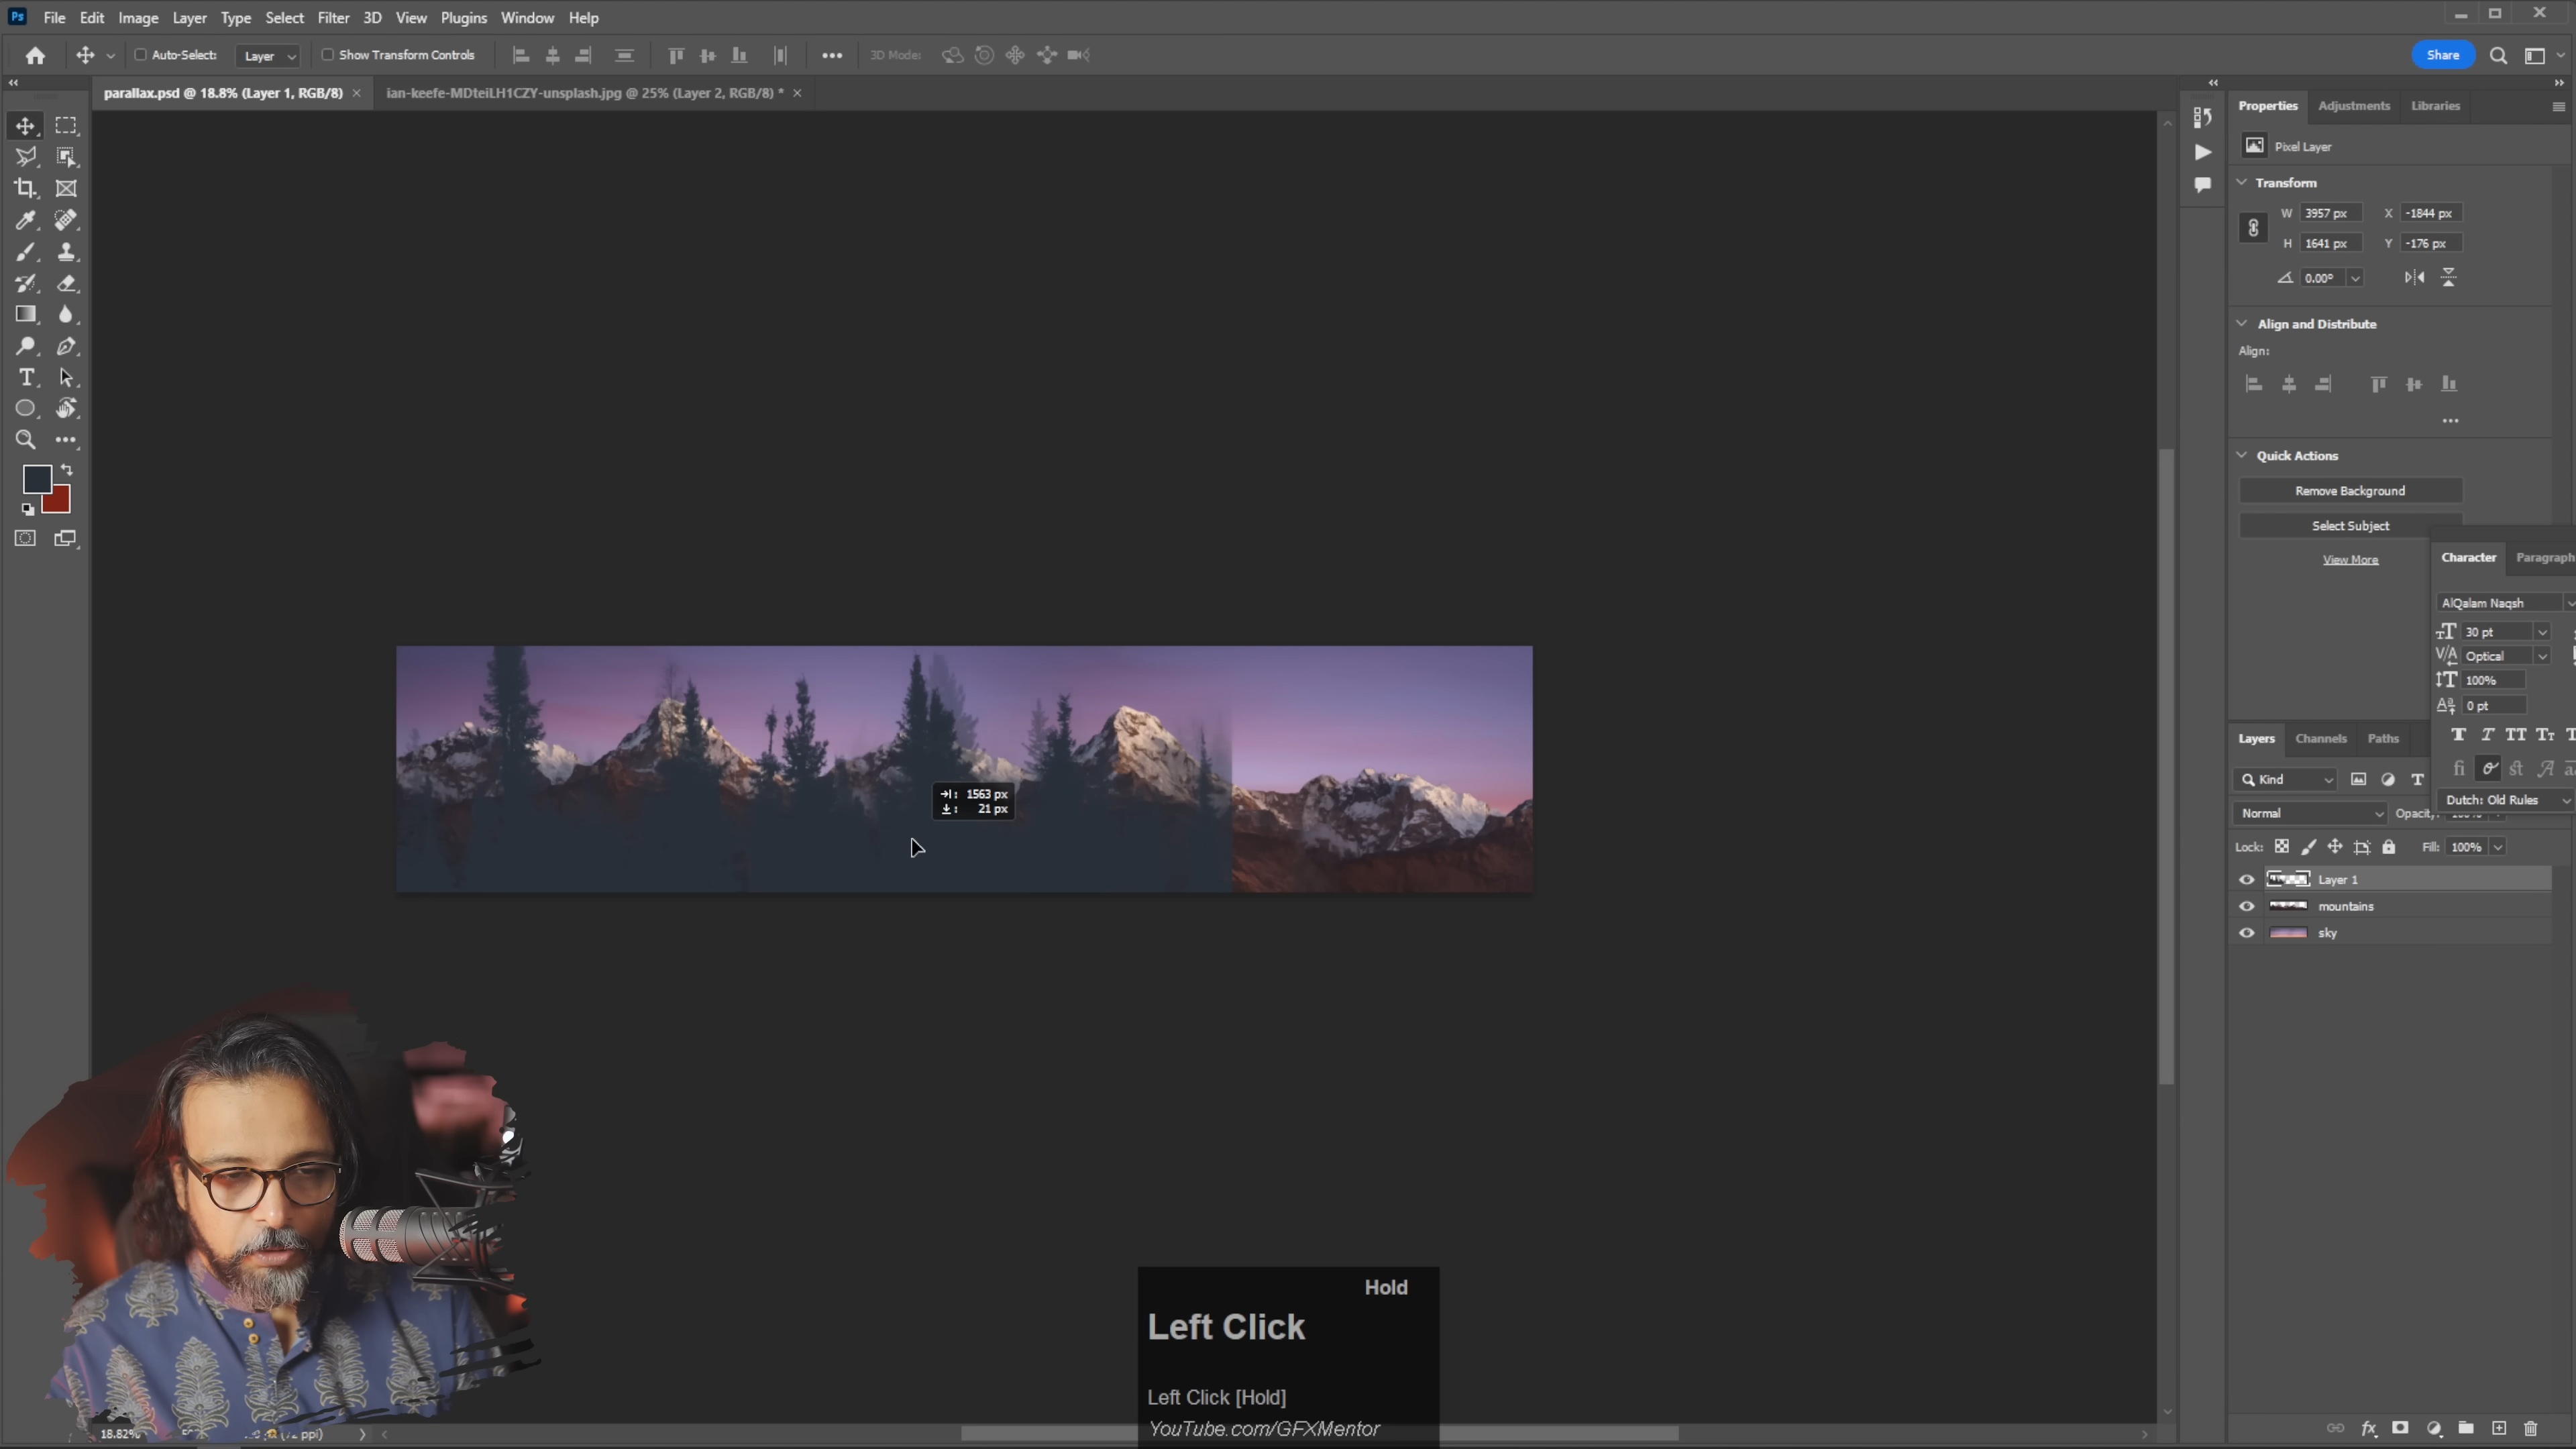 Ps File Edit Image Layer Type Select Filter 3D View Plugins Window Help
Auto-Select: Layer Show Transform Controls 3D Mode: Share
parallax.psd @ 18.8% (Layer 1, RGB/8) × ian-keefe-MDteiLH1CZY-unsplash.jpg @ 25% (Layer 2, RGB/8) * ×
Properties Adjustments Libraries
Pixel Layer
Transform
W 3957 px X -1844 px
H 1641 px Y -176 px
0.00°
Align and Distribute
Align:
Quick Actions
Remove Background
Select Subject
View More
Character Paragraph
AlQalam Naqsh
30 pt
Optical
100%
0 pt
Layers Channels Paths
Kind
Dutch: Old Rules
Normal Opacity:
Lock: Fill: 100%
Layer 1
mountains
sky
1563 px
21 px
Hold
Left Click
Left Click [Hold]
YouTube.com/GFXMentor
18.82%
ppi)